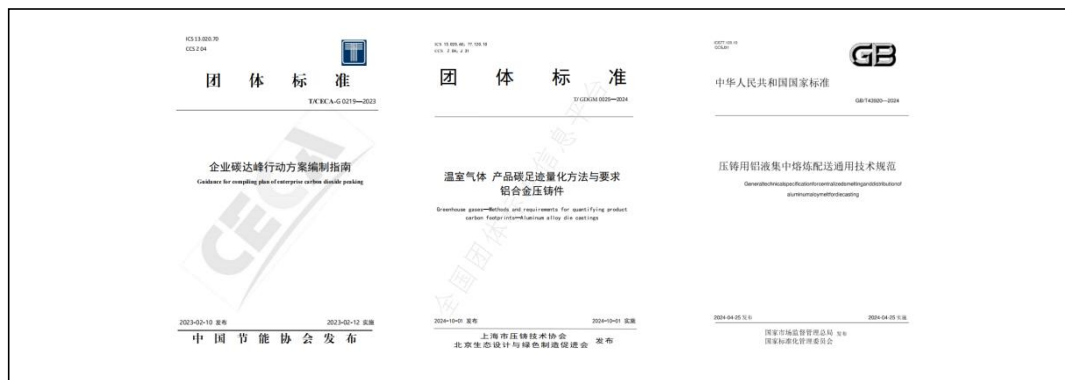 ICS 13.020.70
CCS Z 04
团体标准
T/CECA-G 0219—2023
企业碳达峰行动方案编制指南
Guidance for compiling plan of enterprise carbon dioxide peaking
CECA
2023-02-10 发布
2023-02-12 实施
中国节能协会发布
团体标准
T/GDIGM 0029—2024
温室气体 产品碳足迹量化方法与要求
铝合金压铸件
Greenhouse gases—Methods and requirements for quantifying product
carbon footprints—Aluminum alloy die castings
2024-10-01 发布
2024-10-01 实施
上海市压铸技术协会
北京生态设计与绿色制造促进会
发布
GB
中华人民共和国国家标准
压铸用铝液集中熔炼配送通用技术规范
2024-04-25 发布
2024-04-25 实施
国家市场监督管理总局
国家标准化管理委员会
发布